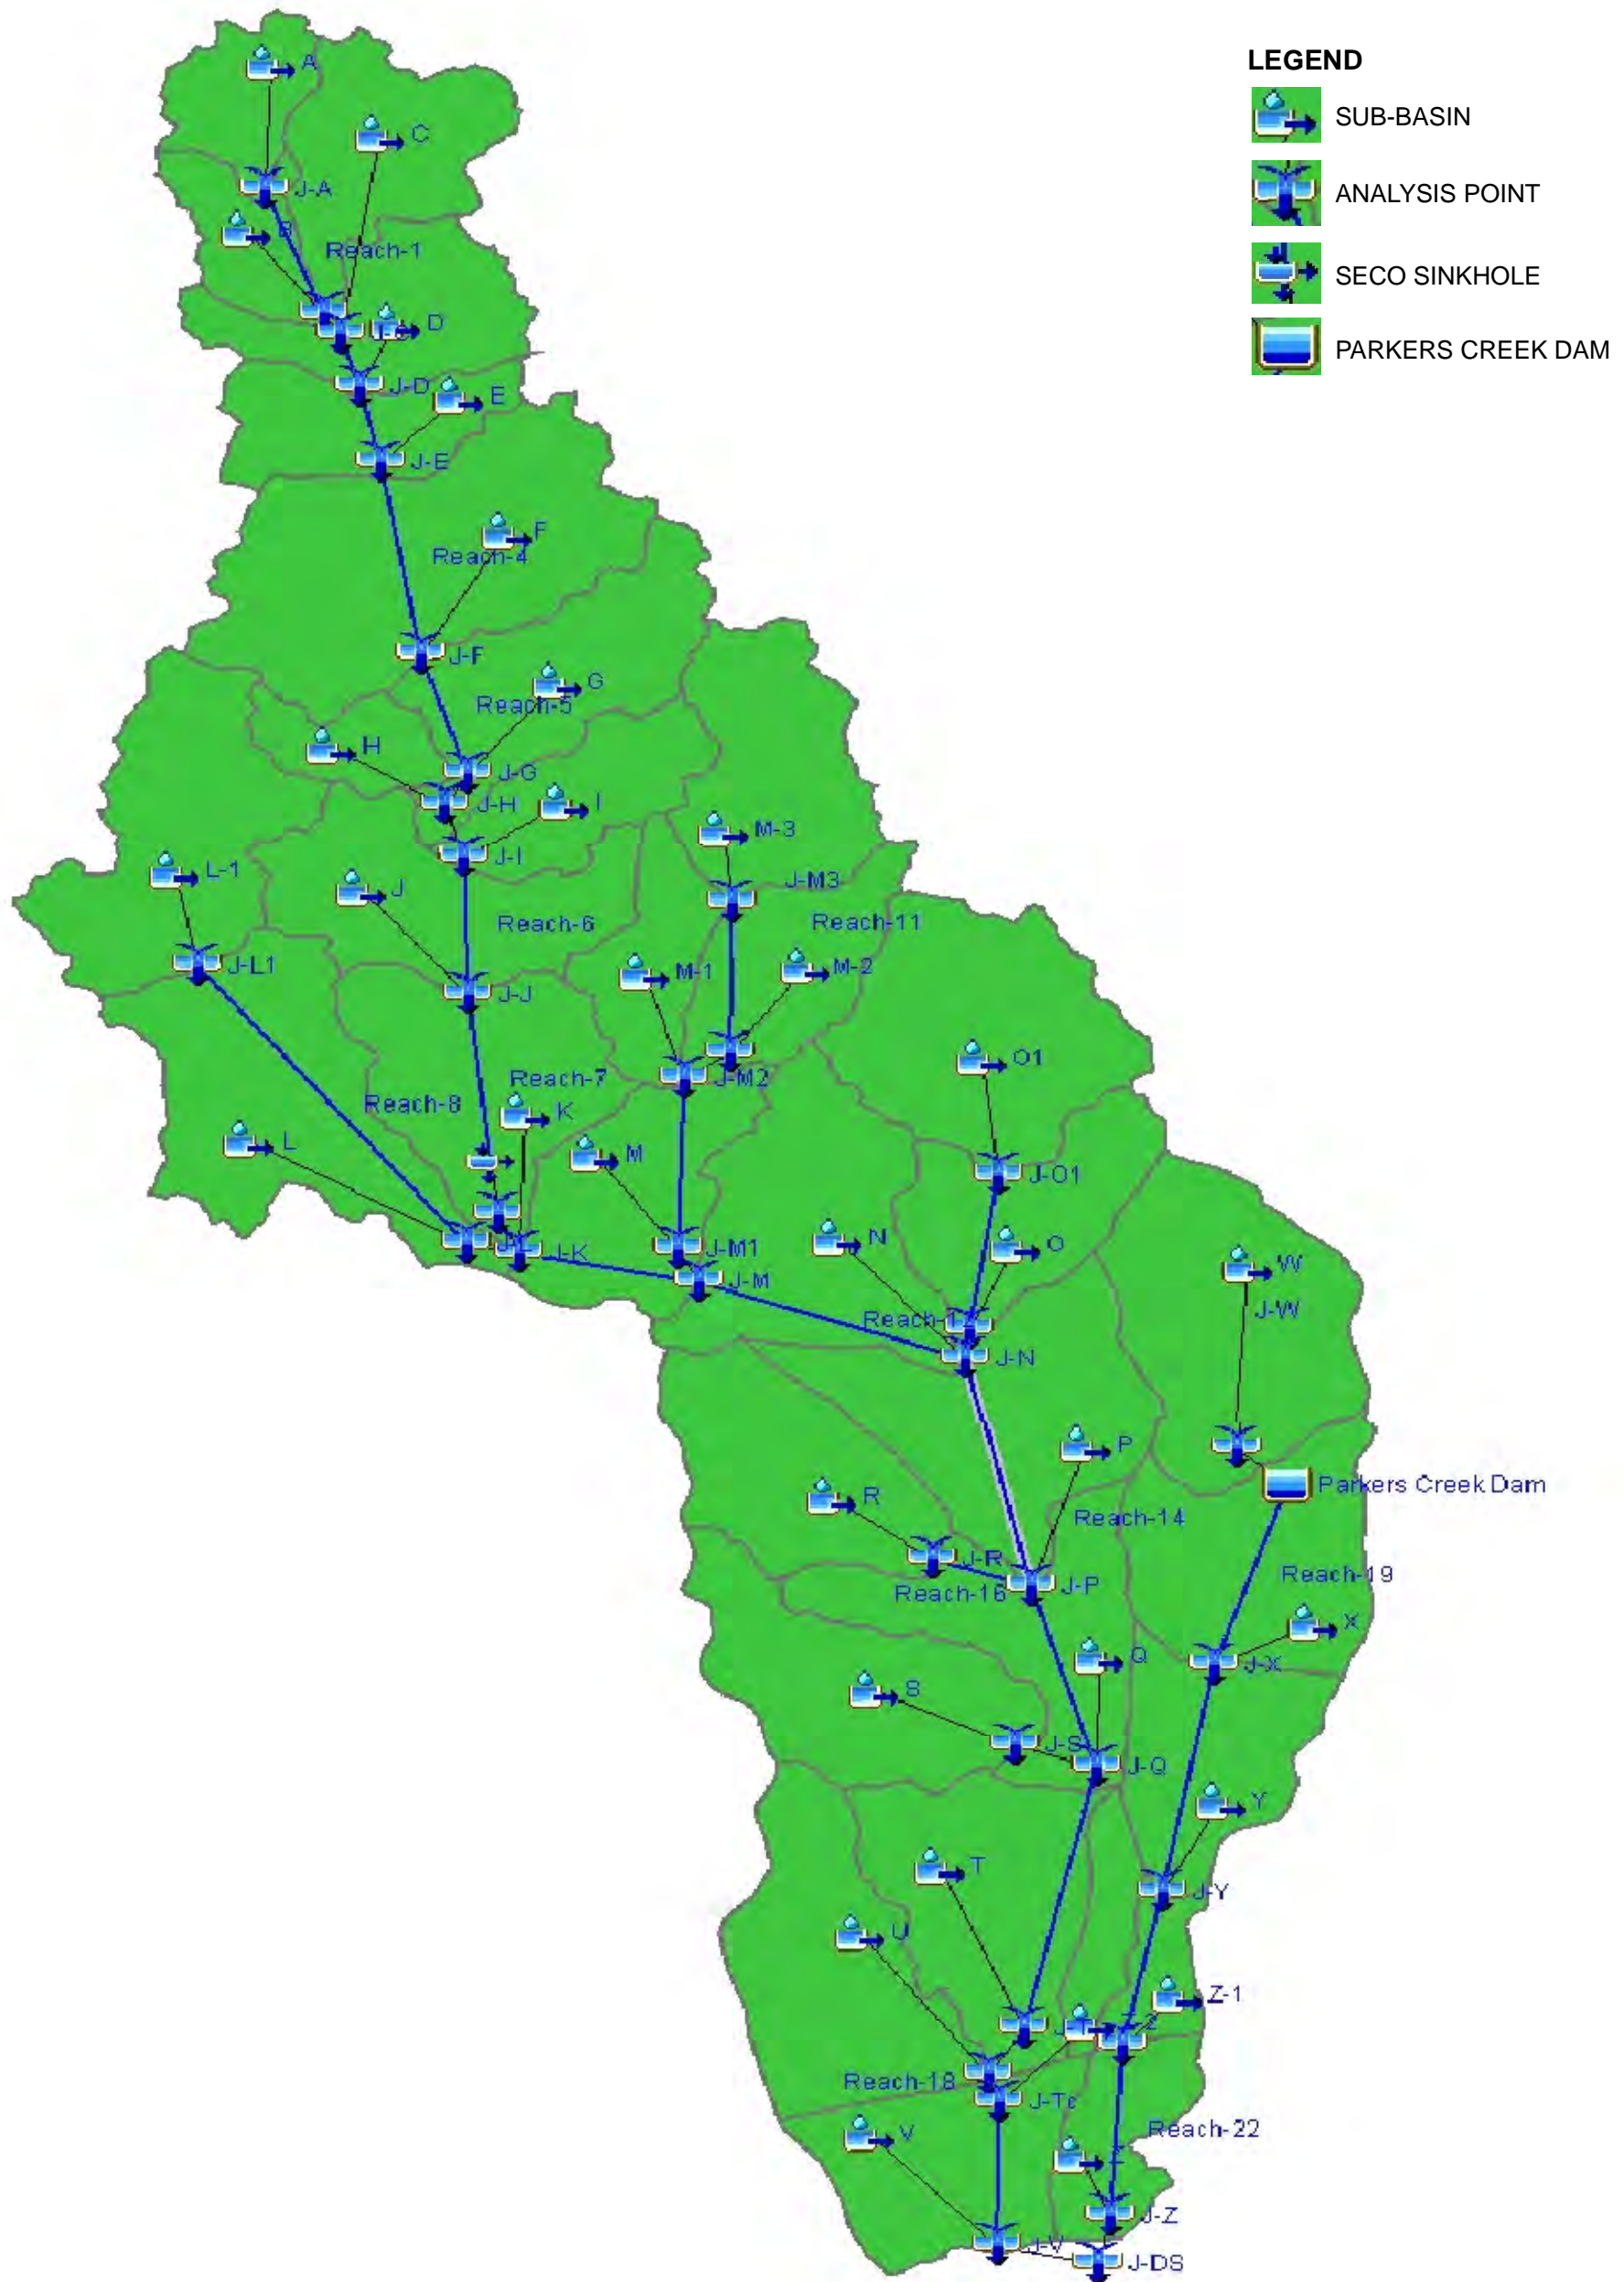 LEGEND
SUB-BASIN
ANALYSIS POINT
SECO SINKHOLE
PARKERS CREEK DAM
A
C
J-A
B
Reach-1
D
J-D
E
J-E
F
Reach-4
J-F
G
Reach-5
H
J-G
J-H
I
M-3
J-I
L-1
J-M3
J
Reach-6
Reach-11
J-L1
M-1
M-2
J-J
O1
Reach-7
J-M2
Reach-8
K
L
M
J-O1
N
O
J-K
J-M1
J-M
W
J-W
J-N
P
Parkers Creek Dam
R
Reach-14
J-R
Reach-19
J-P
Reach-16
X
Q
J-X
S
J-S
J-Q
Y
T
J-Y
U
Z-1
J-T
Reach-18
J-Tc
Reach-22
V
J-Z
J-V
J-DS